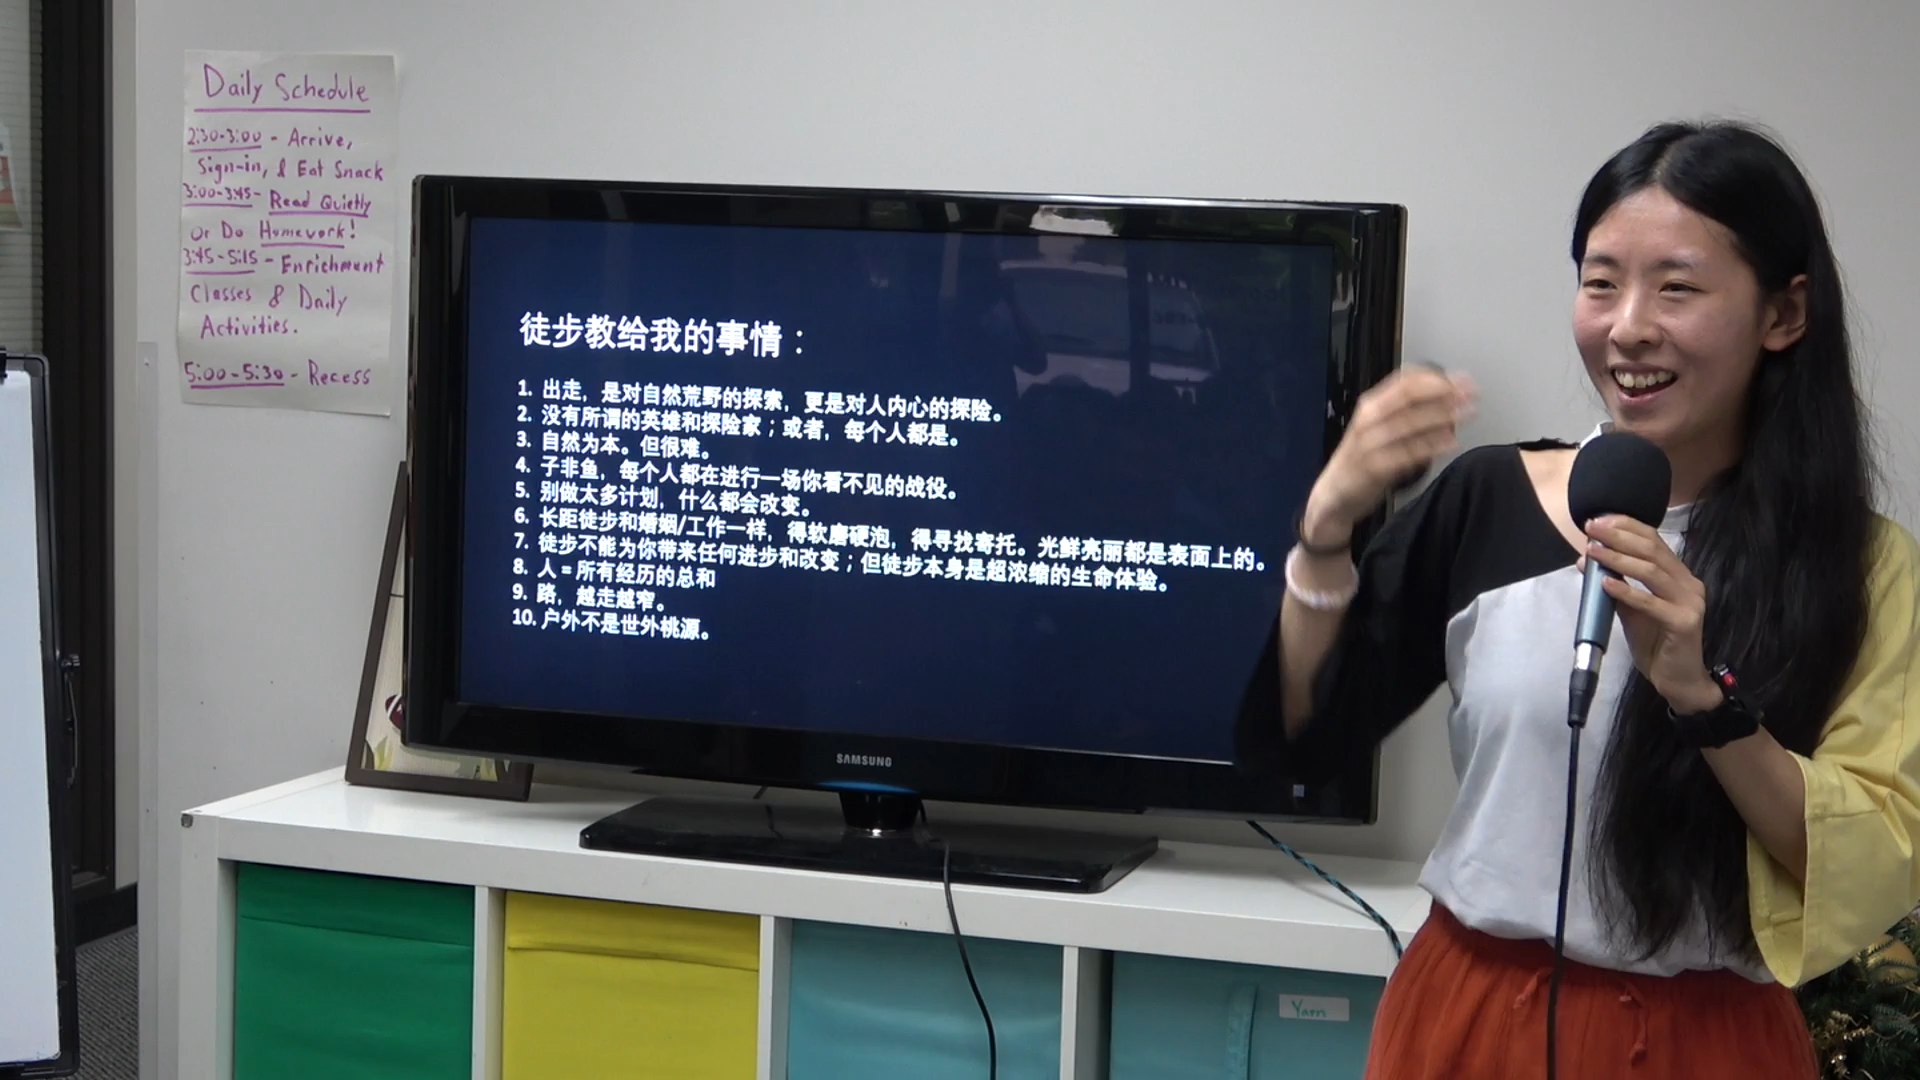 Daily Schedule
2:30-3:00 - Arrive,
Sign-in, & Eat Snack
3:00-3:45- Read Quietly
Or Do Homework!
3:45-5:15 - Enrichment
Classes & Daily
Activities.
5:00-5:30 - Recess
徒步教给我的事情：
1. 出走，是对自然荒野的探索，更是对人内心的探险。
2. 没有所谓的英雄和探险家；或者，每个人都是。
3. 自然为本。但很难。
4. 子非鱼，每个人都在进行一场你看不见的战役。
5. 别做太多计划，什么都会改变。
6. 长距徒步和婚姻/工作一样，得软磨硬泡，得寻找寄托。光鲜亮丽都是表面上的。
7. 徒步不能为你带来任何进步和改变；但徒步本身是超浓缩的生命体验。
8. 人 = 所有经历的总和
9. 路，越走越窄。
10. 户外不是世外桃源。
SAMSUNG
Yarn